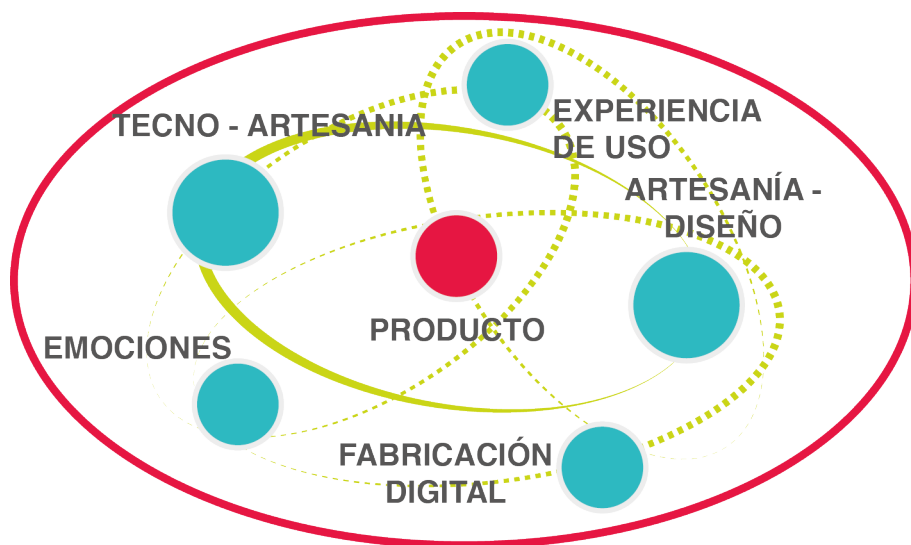 TECNO - ARTESANIA
EXPERIENCIA
DE USO
ARTESANÍA -
DISEÑO
PRODUCTO
EMOCIONES
FABRICACIÓN
DIGITAL